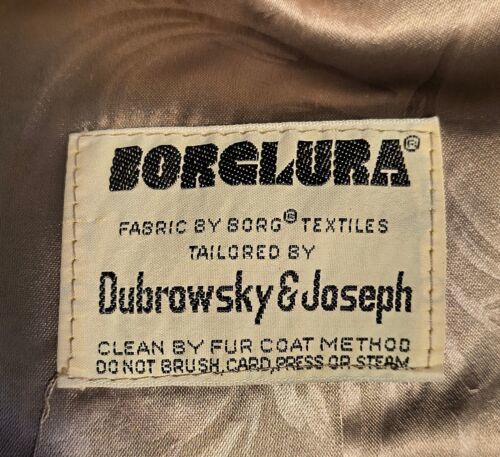 BORGLURA®
FABRIC BY BORG® TEXTILES
TAILORED BY
Dubrowsky & Joseph
CLEAN BY FUR COAT METHOD
DO NOT BRUSH, CARD, PRESS OR STEAM